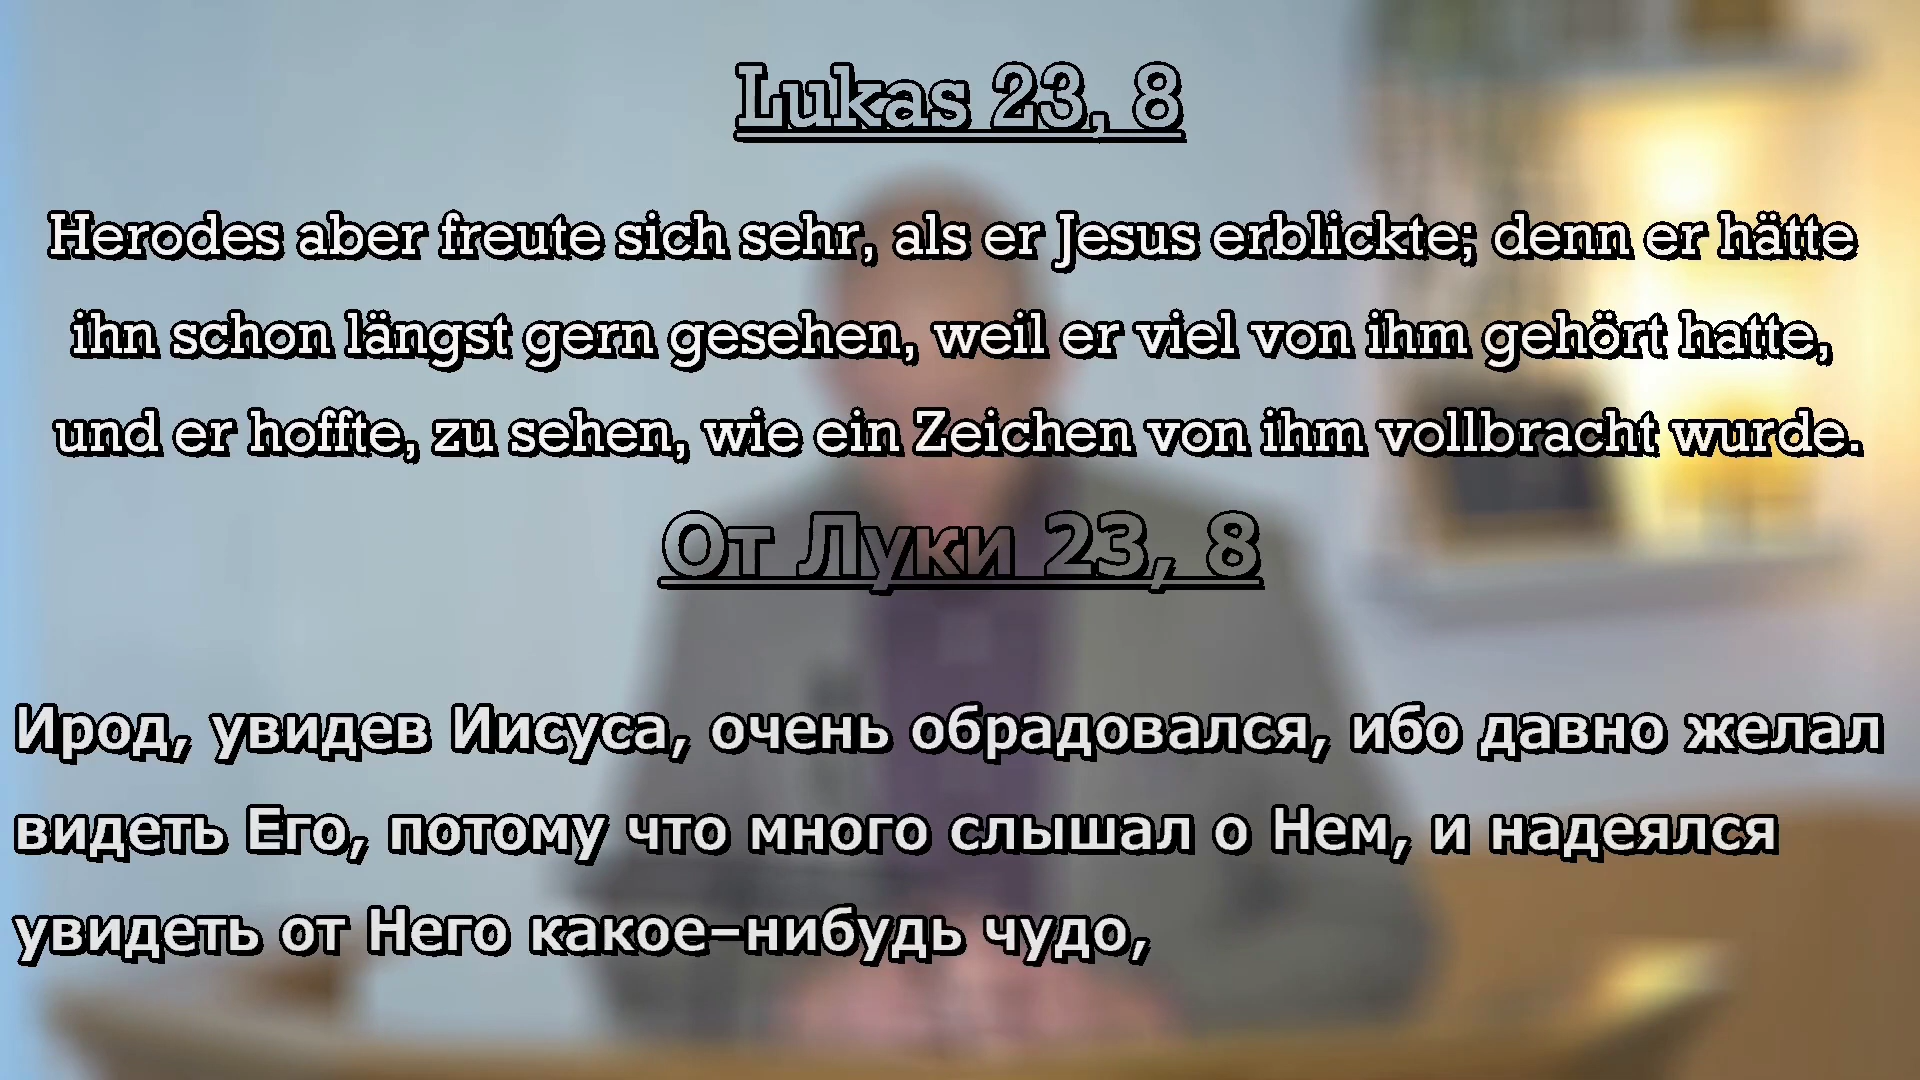 Lukas 23, 8
Herodes aber freute sich sehr, als er Jesus erblickte; denn er hätte
ihn schon längst gern gesehen, weil er viel von ihm gehört hatte,
und er hoffte, zu sehen, wie ein Zeichen von ihm vollbracht wurde.
От Луки 23, 8
Ирод, увидев Иисуса, очень обрадовался, ибо давно желал
видеть Его, потому что много слышал о Нем, и надеялся
увидеть от Него какое–нибудь чудо,